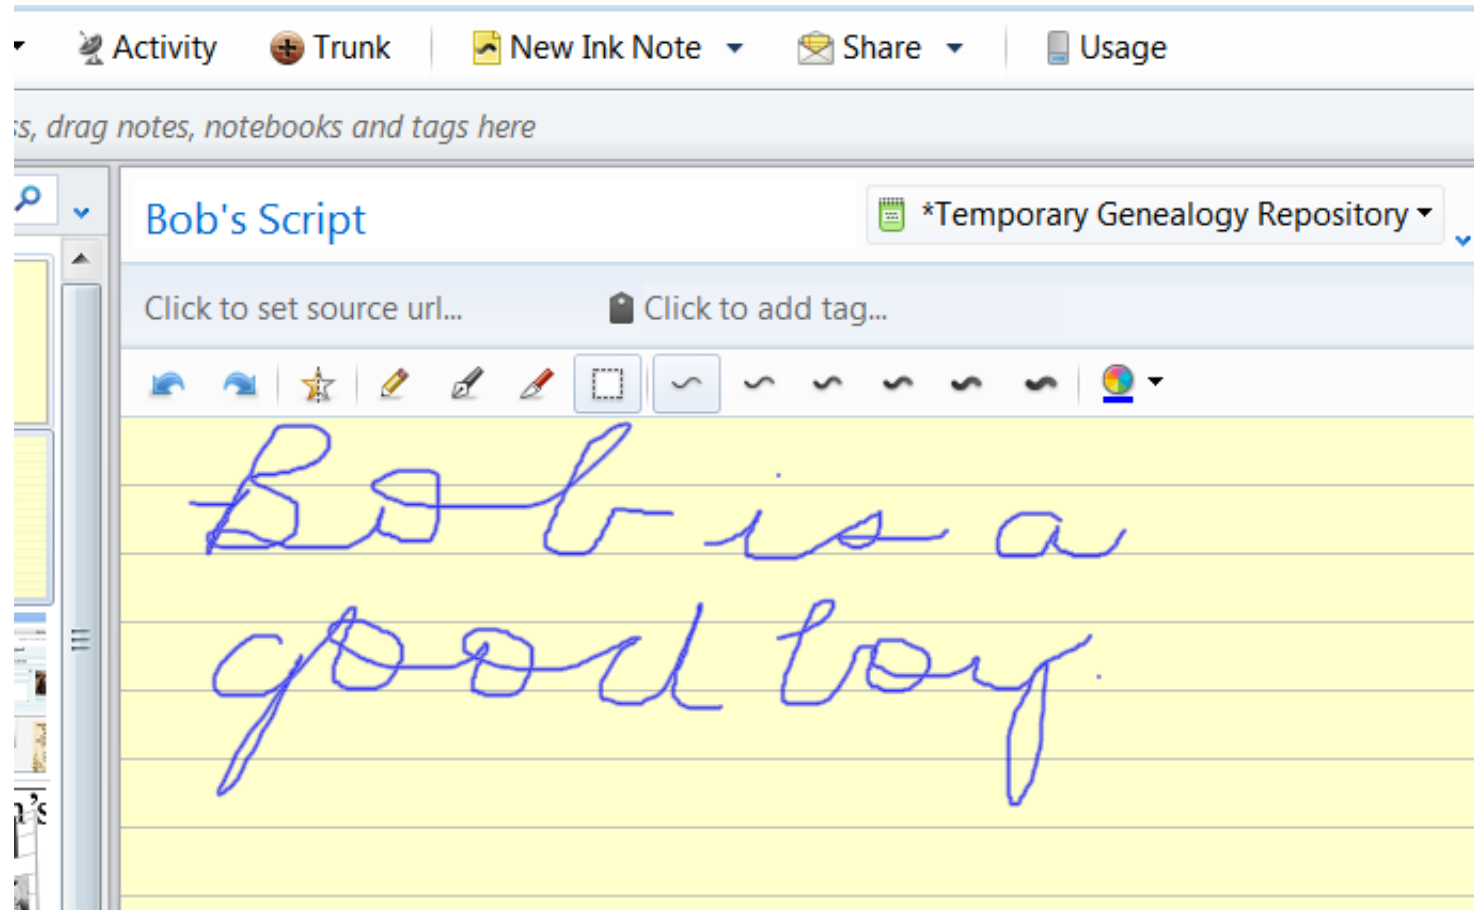 Activity Trunk New Ink Note Share Usage
ss, drag notes, notebooks and tags here
Bob's Script *Temporary Genealogy Repository
Click to set source url... Click to add tag...
Bob is a
good boy.
n's